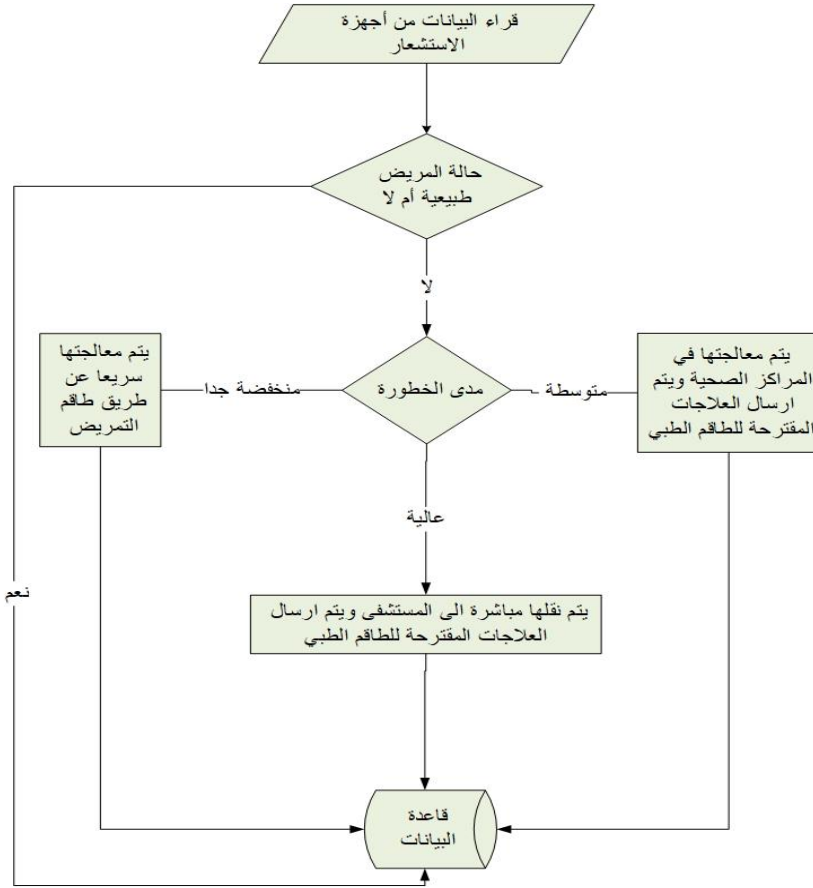 قراء البيانات من أجهزة
الاستشعار
حالة المريض
طبيعية أم لا
لا
يتم معالجتها في
المراكز الصحية ويتم
ارسال العلاجات
المقترحة للطاقم الطبي
متوسطة
مدى الخطورة
منخفضة جدا
يتم معالجتها
سريعا عن
طريق طاقم
التمريض
عالية
نعم
يتم نقلها مباشرة الى المستشفى ويتم ارسال
العلاجات المقترحة للطاقم الطبي
قاعدة
البيانات